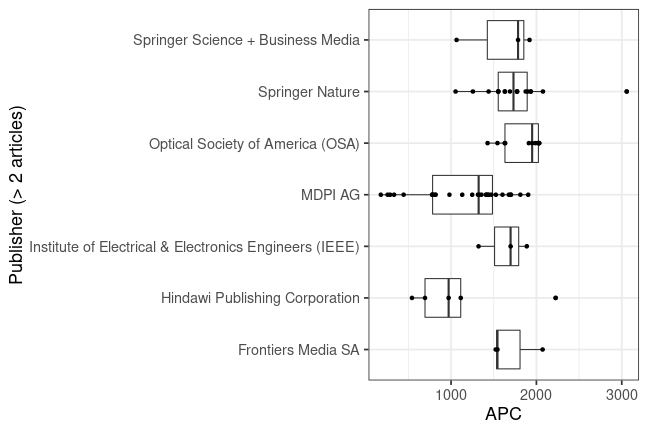 Publisher (> 2 articles)
Springer Science + Business Media
Springer Nature
Optical Society of America (OSA)
MDPI AG
Institute of Electrical & Electronics Engineers (IEEE)
Hindawi Publishing Corporation
Frontiers Media SA
1000 2000 3000
APC